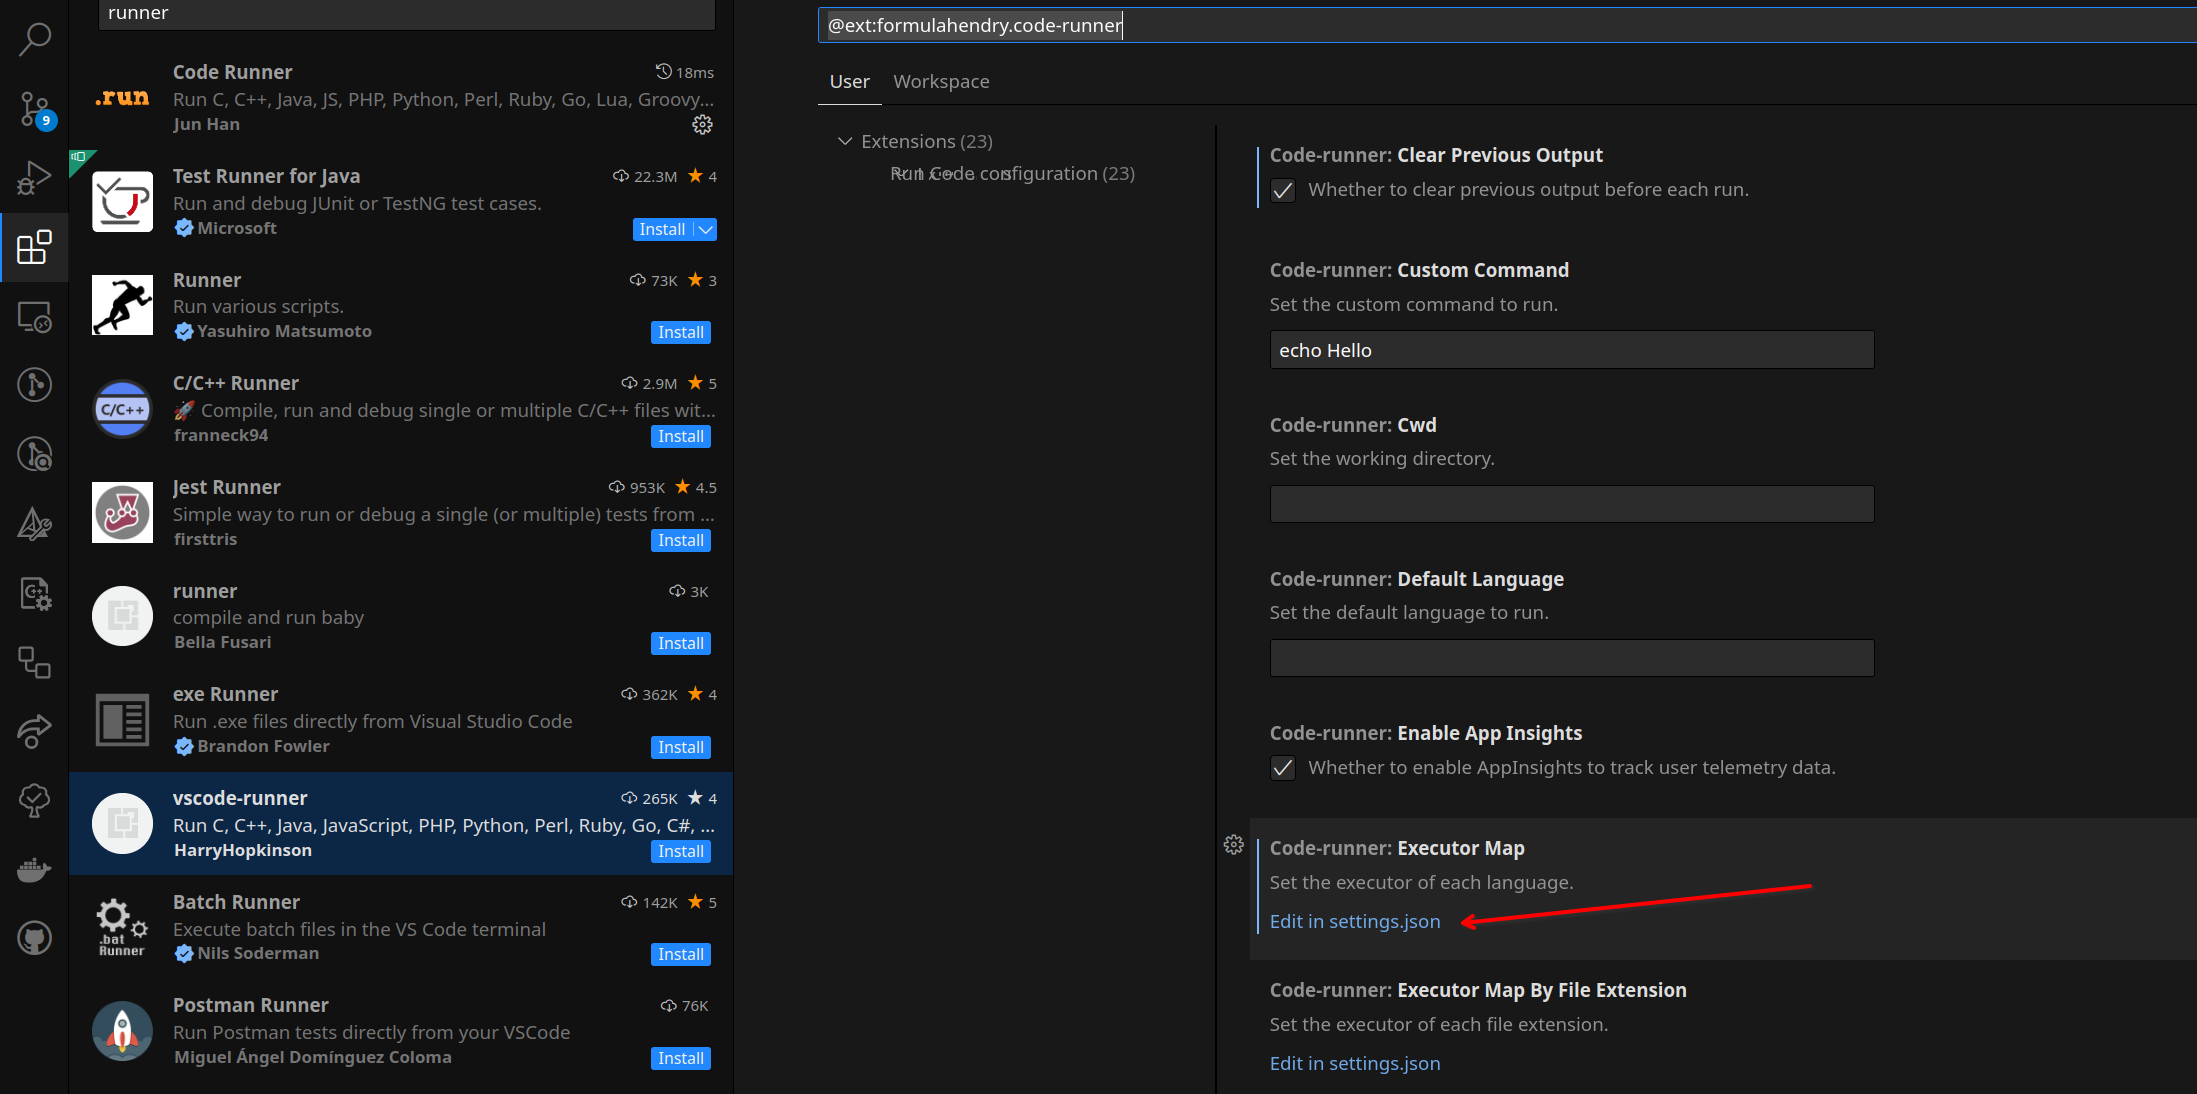 runner
Code Runner 18ms
Run C, C++, Java, JS, PHP, Python, Perl, Ruby, Go, Lua, Groovy...
Jun Han
.run
9
Test Runner for Java 22.3M 4
Run and debug JUnit or TestNG test cases.
Microsoft Install
Runner 73K 3
Run various scripts.
Yasuhiro Matsumoto Install
C/C++ Runner 2.9M 5
C/C++
🚀 Compile, run and debug single or multiple C/C++ files wit...
franneck94 Install
Jest Runner 953K 4.5
Simple way to run or debug a single (or multiple) tests from ...
firsttris Install
runner 3K
compile and run baby
Bella Fusari Install
exe Runner 362K 4
Run .exe files directly from Visual Studio Code
Brandon Fowler Install
vscode-runner 265K 4
Run C, C++, Java, JavaScript, PHP, Python, Perl, Ruby, Go, C#, ...
HarryHopkinson Install
Batch Runner 142K 5
.bat
Runner
Execute batch files in the VS Code terminal
Nils Soderman Install
Postman Runner 76K
Run Postman tests directly from your VSCode
Miguel Ángel Domínguez Coloma Install
@ext:formulahendry.code-runner
User Workspace
Extensions (23)
Run Code configuration (23)
Code-runner: Clear Previous Output
Whether to clear previous output before each run.
Code-runner: Custom Command
Set the custom command to run.
echo Hello
Code-runner: Cwd
Set the working directory.
Code-runner: Default Language
Set the default language to run.
Code-runner: Enable App Insights
Whether to enable AppInsights to track user telemetry data.
Code-runner: Executor Map
Set the executor of each language.
Edit in settings.json
Code-runner: Executor Map By File Extension
Set the executor of each file extension.
Edit in settings.json